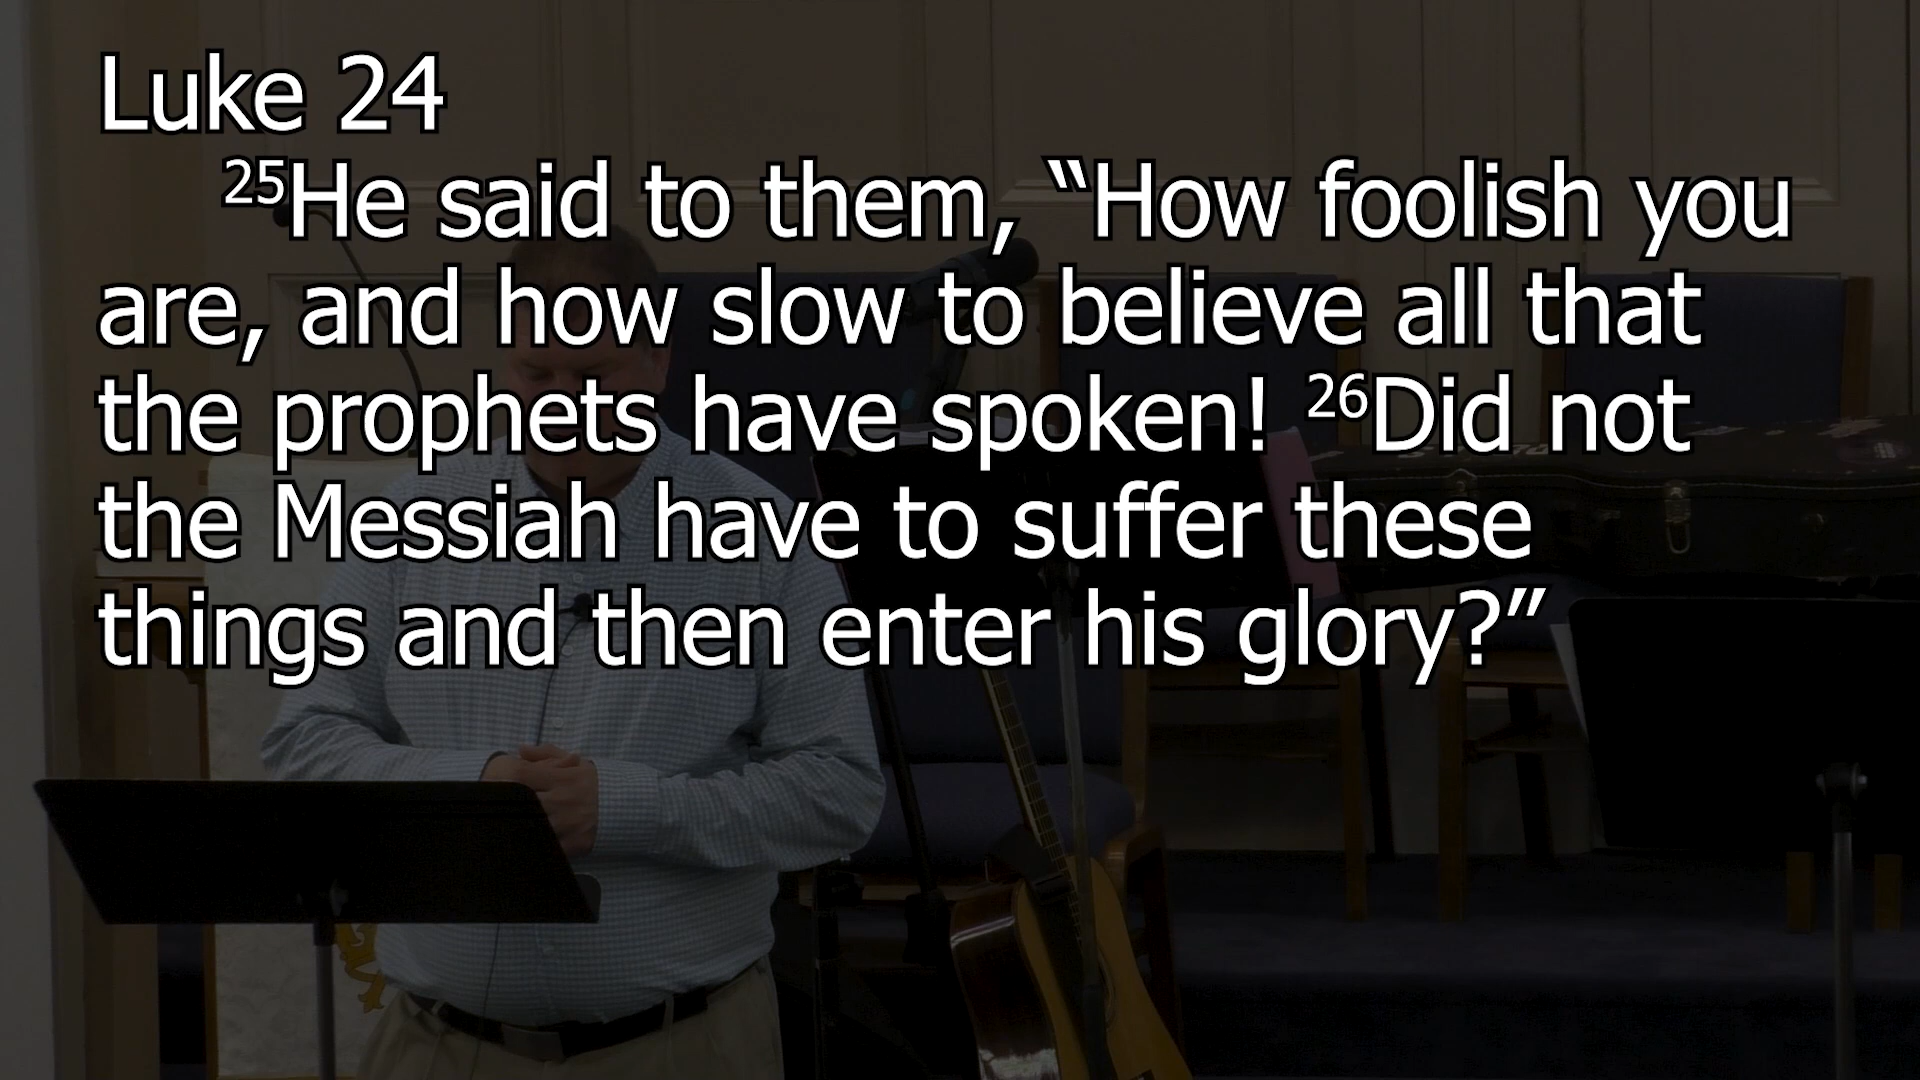 Luke 24
25He said to them, “How foolish you
are, and how slow to believe all that
the prophets have spoken! 26Did not
the Messiah have to suffer these
things and then enter his glory?”